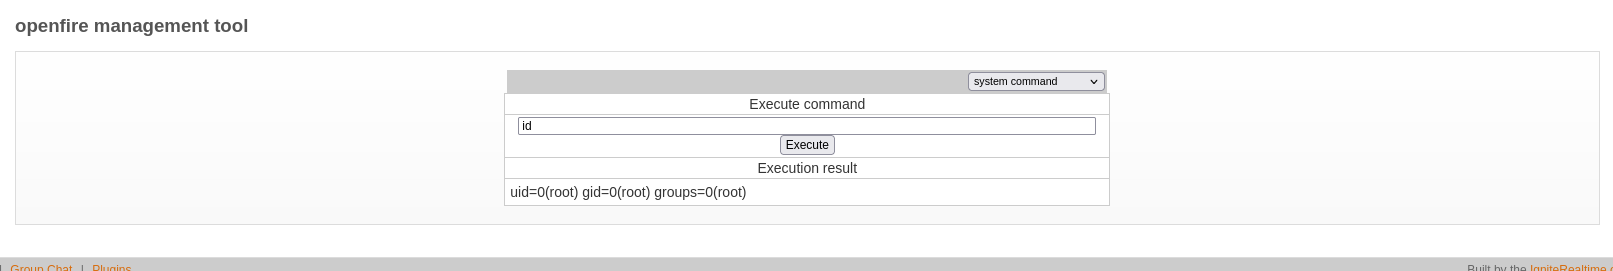 openfire management tool
system command
Execute command
id
Execute
Execution result
uid=0(root) gid=0(root) groups=0(root)
| Group Chat | Plugins
Built by the IgniteRealtime